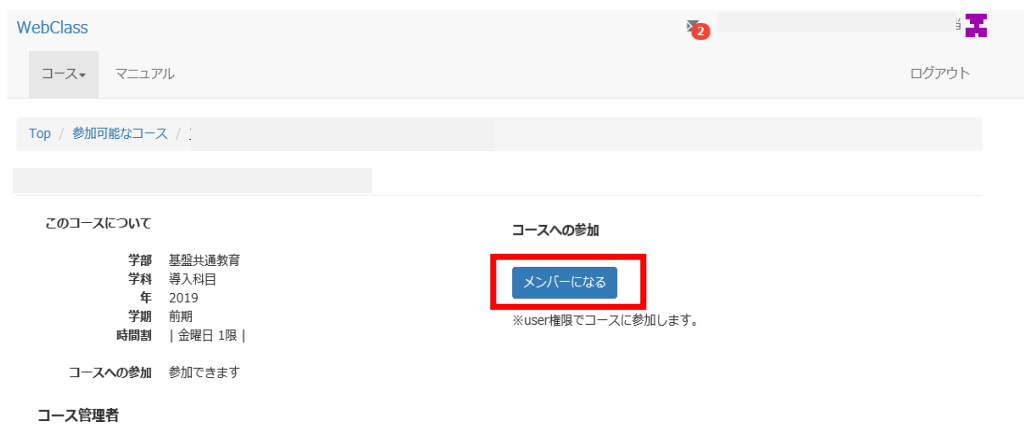 WebClass
2
コース▾ マニュアル ログアウト
Top / 参加可能なコース /
このコースについて
コースへの参加
学部 基盤共通教育
学科 導入科目
メンバーになる
年 2019
学期 前期
※user権限でコースに参加します。
時間割 | 金曜日 1限 |
コースへの参加 参加できます
コース管理者